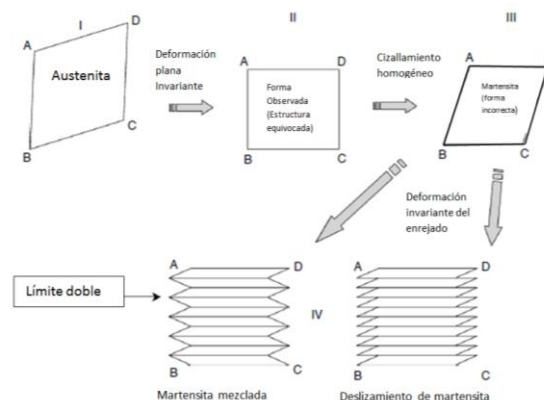 I
II
III
A
D
Austenita
B
C
Deformación
plana
Invariante
A
D
Forma
Observada
(Estructura
equivocada)
B
C
Cizallamiento
homogéneo
A
Martensita
(forma
incorrecta)
B
C
Deformación
invariante del
enrejado
Límite doble
A
D
B
C
IV
A
D
B
C
Martensita mezclada
Deslizamiento de martensita